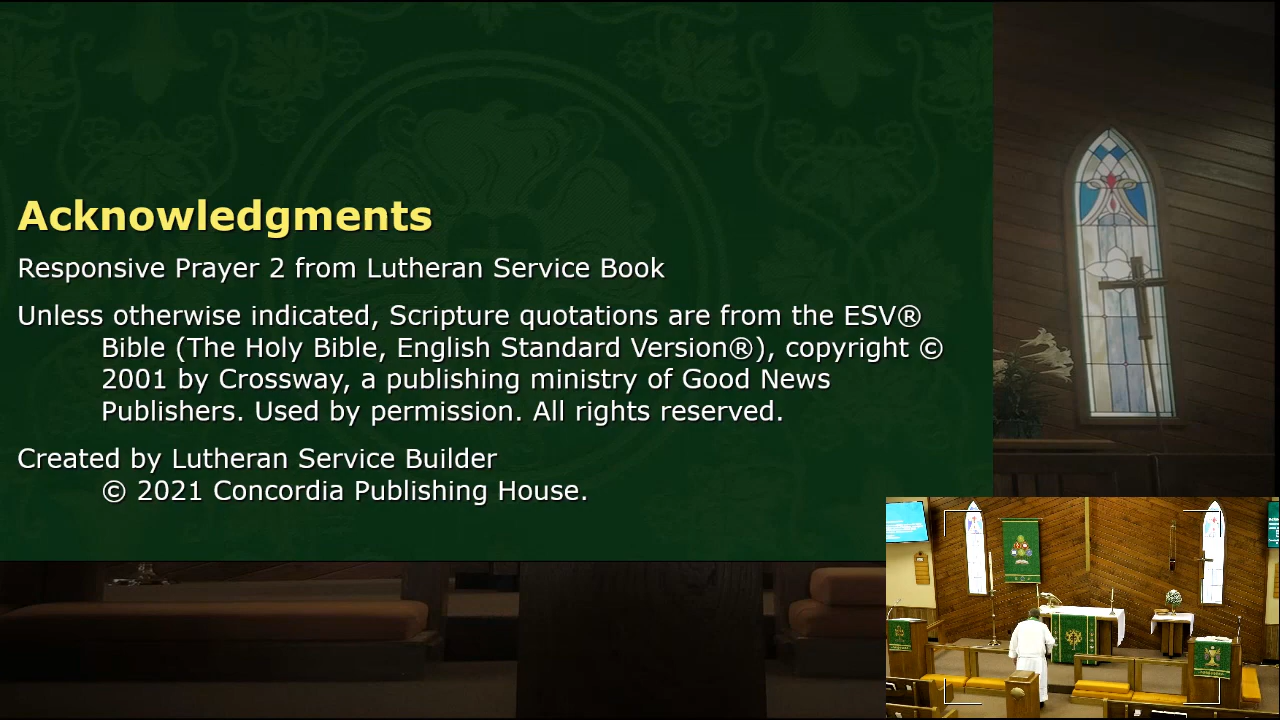 Acknowledgments
Responsive Prayer 2 from Lutheran Service Book
Unless otherwise indicated, Scripture quotations are from the ESV®
Bible (The Holy Bible, English Standard Version®), copyright ©
2001 by Crossway, a publishing ministry of Good News
Publishers. Used by permission. All rights reserved.
Created by Lutheran Service Builder
© 2021 Concordia Publishing House.